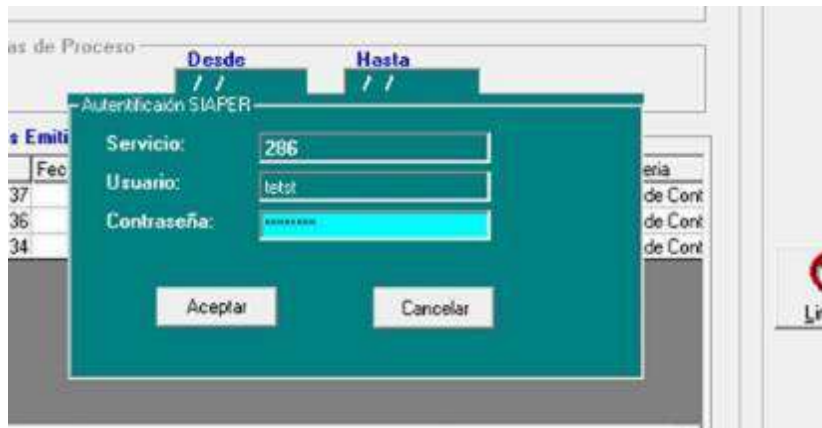 as de Proceso
Desde Hasta
/ / / /
Autentificaión SIAPER
s Emiti
Servicio: 286
Fec eria
Usuario: tetst
37 de Cont
36 de Cont
Contraseña: *********
34 de Cont
Aceptar Cancelar
Li